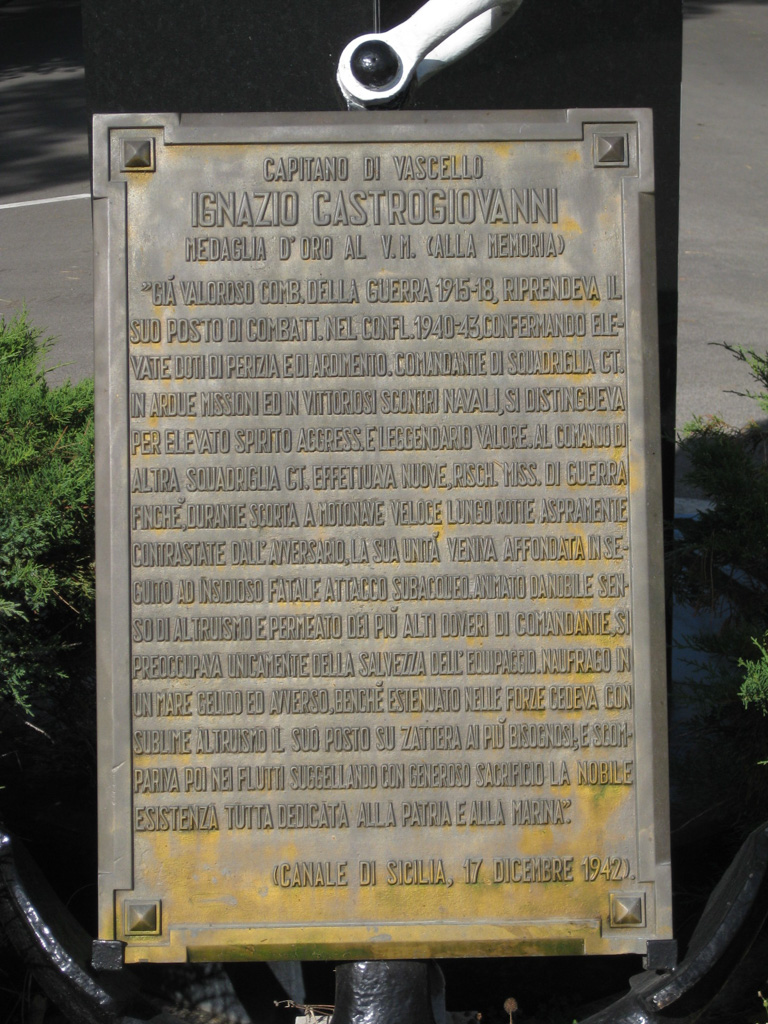 CAPITANO DI VASCELLO
IGNAZIO CASTROGIOVANNI
MEDAGLIA D'ORO AL V.M. (ALLA MEMORIA)
"GIÁ VALOROSO COMB. DELLA GUERRA 1915-18, RIPRENDEVA IL
SUO POSTO DI COMBATT. NEL CONFL. 1940-43, CONFERMANDO ELE-
VATE DOTI DI PERIZIA E DI ARDIMENTO. COMANDANTE DI SQUADRIGLIA CT.
IN ARDUE MISSIONI ED IN VITTORIOSI SCONTRI NAVALI, SI DISTINGUEVA
PER ELEVATO SPIRITO AGGRESS. E LEGGENDARIO VALORE. AL COMANDO DI
ALTRA SQUADRIGLIA CT. EFFETTUAVA NUOVE, RISCH. MISS. DI GUERRA
FINCHÉ, DURANTE SCORTA A MOTONAVE VELOCE LUNGO ROTTE ASPRAMENTE
CONTRASTATE DALL'AVVERSARIO, LA SUA UNITÁ VENIVA AFFONDATA IN SE-
GUITO AD INSIDIOSO FATALE ATTACCO SUBACQUEO. ANIMATO DA NOBILE SEN-
SO DI ALTRUISMO E PERMEATO DEI PIÚ ALTI DOVERI DI COMANDANTE, SI
PREOCCUPAVA UNICAMENTE DELLA SALVEZZA DELL'EQUIPAGGIO. NAUFRAGO IN
UN MARE GELIDO ED AVVERSO, BENCHÉ ESTENUATO NELLE FORZE CEDEVA CON
SUBLIME ALTRUISMO IL SUO POSTO SU ZATTERA AI PIÚ BISOGNOSI, E SCOM-
PARIVA POI NEI FLUTTI SUGGELLANDO CON GENEROSO SACRIFICIO LA NOBILE
ESISTENZA TUTTA DEDICATA ALLA PATRIA E ALLA MARINA".
(CANALE DI SICILIA, 17 DICEMBRE 1942).